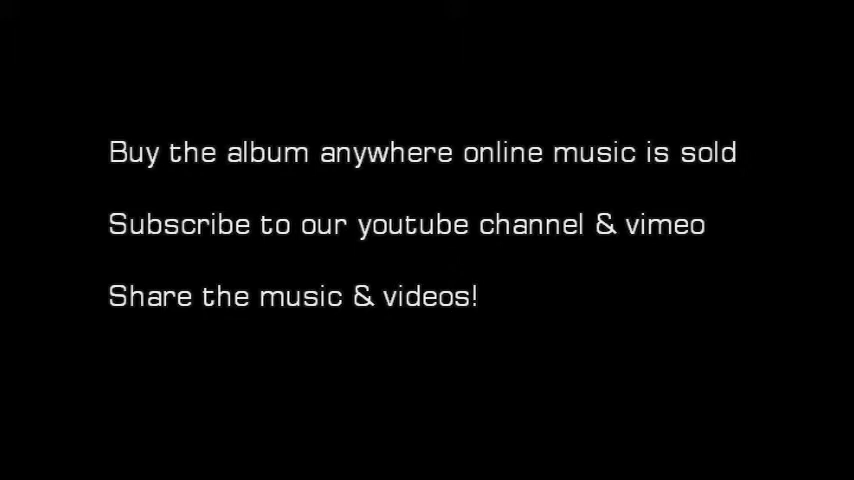 Buy the album anywhere online music is sold
Subscribe to our youtube channel & vimeo
Share the music & videos!